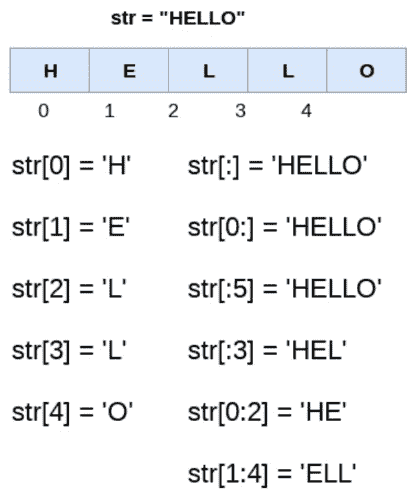 str = "HELLO"
H E L L O
0 1 2 3 4
str[0] = 'H' str[:] = 'HELLO'
str[1] = 'E' str[0:] = 'HELLO'
str[2] = 'L' str[:5] = 'HELLO'
str[3] = 'L' str[:3] = 'HEL'
str[4] = 'O' str[0:2] = 'HE'
str[1:4] = 'ELL'